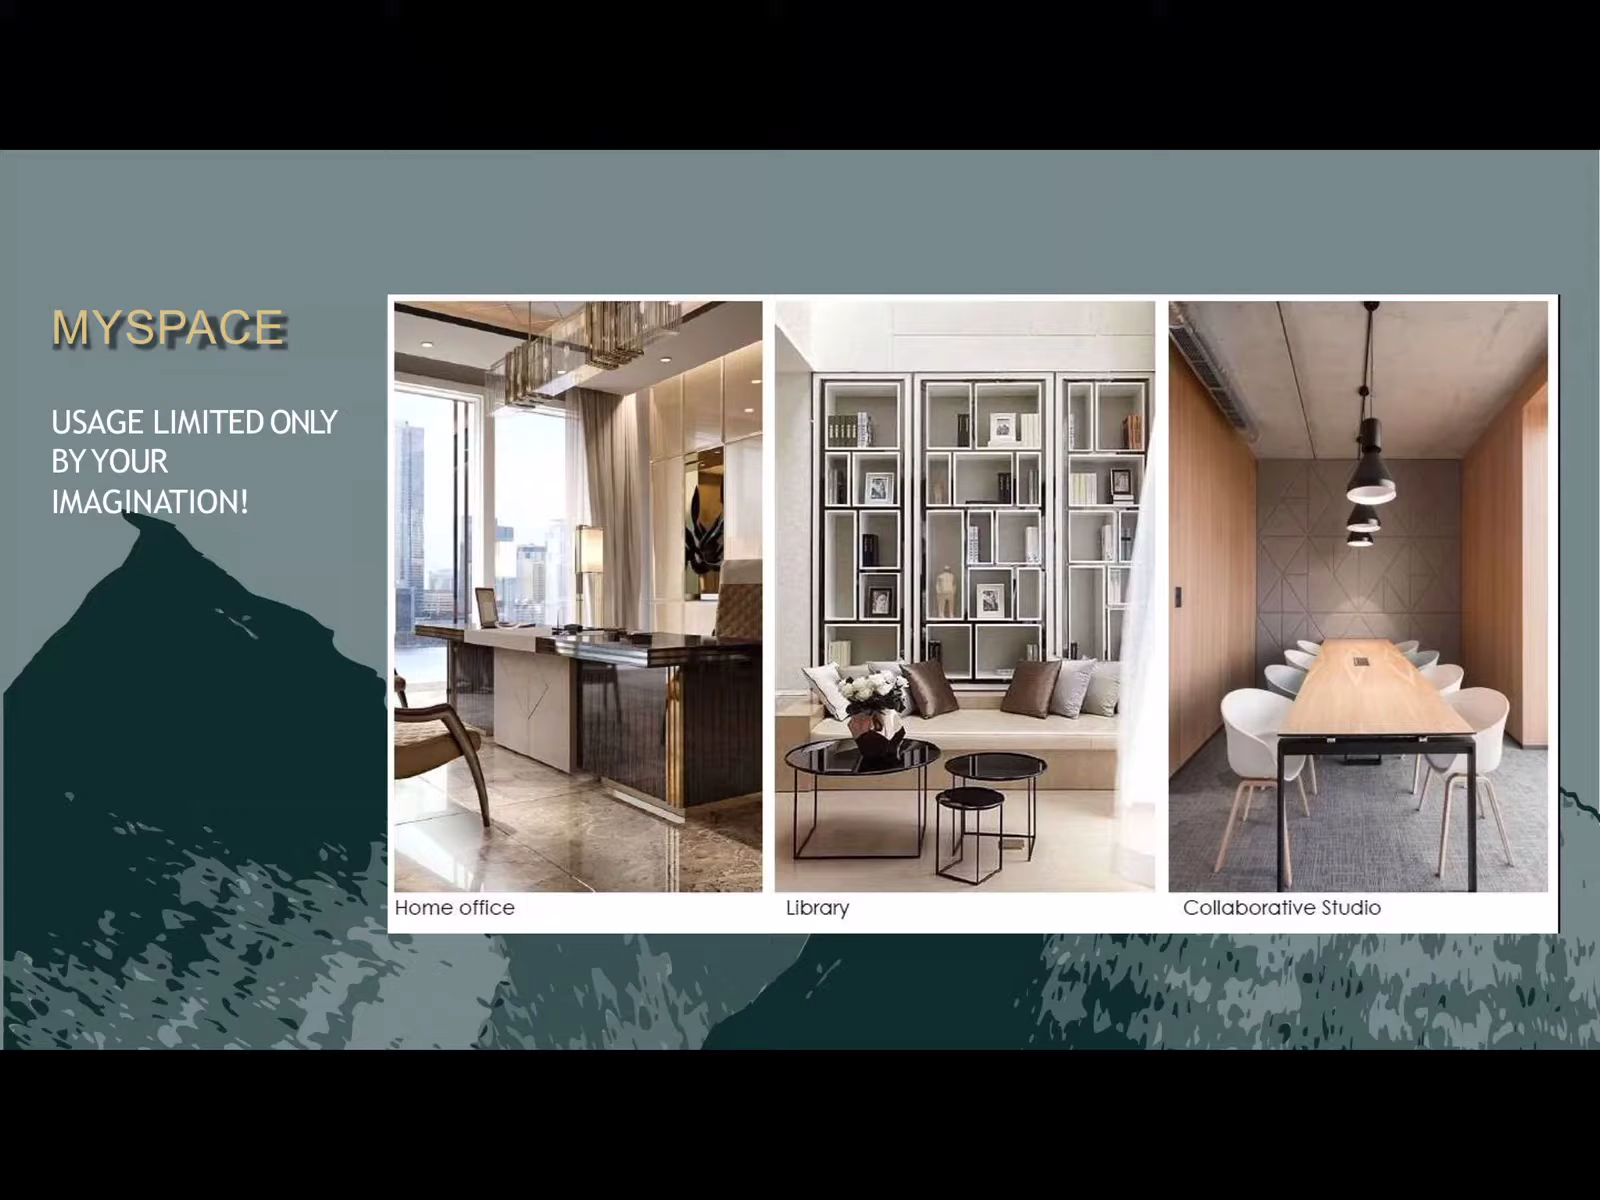 MYSPACE
USAGE LIMITED ONLY
BY YOUR
IMAGINATION!
Home office
Library
Collaborative Studio